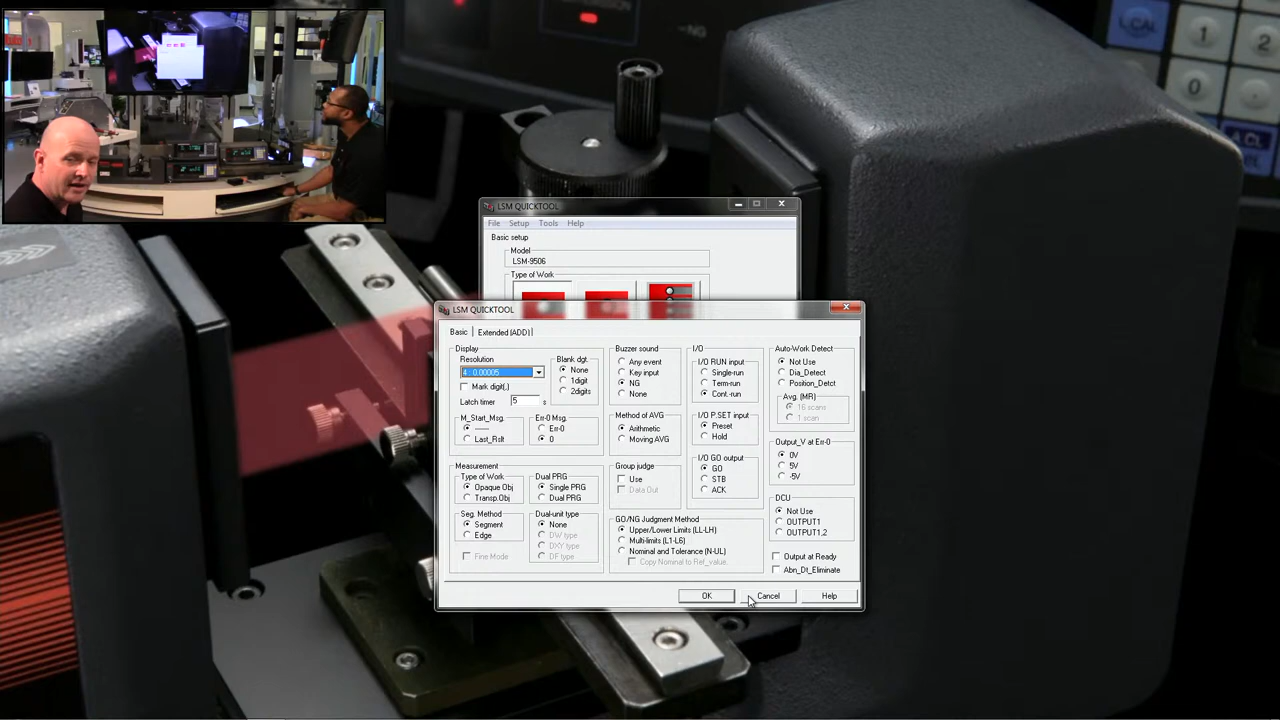 CAL
1
2
0
-NG
LSM QUICKTOOL
File Setup Tools Help
Basic setup
Model
LSM-9506
Type of Work
LSM QUICKTOOL
Basic Extended (ADD)
Display
Resolution
4 : 0.00005
Mark digit(,)
Latch timer 5 s
Blank dgt.
None
1digit
2digits
M_Start_Msg.
-----
Last_Rslt
Err-0 Msg.
Err-0
0
Measurement
Type of Work
Opaque Obj
Transp.Obj
Dual PRG
Single PRG
Dual PRG
Seg. Method
Segment
Edge
Fine Mode
Dual-unit type
None
DW type
DXY type
DF type
Buzzer sound
Any event
Key input
NG
None
Method of AVG
Arithmetic
Moving AVG
Group judge
Use
Data Out
GO/NG Judgment Method
Upper/Lower Limits (LL-LH)
Multi-limits (L1-L6)
Nominal and Tolerance (N-UL)
Copy Nominal to Ref_value.
I/O
I/O RUN input
Single-run
Term-run
Cont.-run
I/O P.SET input
Preset
Hold
I/O GO output
GO
STB
ACK
Auto-Work Detect
Not Use
Dia_Detect
Position_Detct
Avg. (MR)
16 scans
1 scan
Output_V at Err-0
0V
5V
-5V
DCU
Not Use
OUTPUT1
OUTPUT1,2
Output at Ready
Abn_Dt_Eliminate
OK Cancel Help